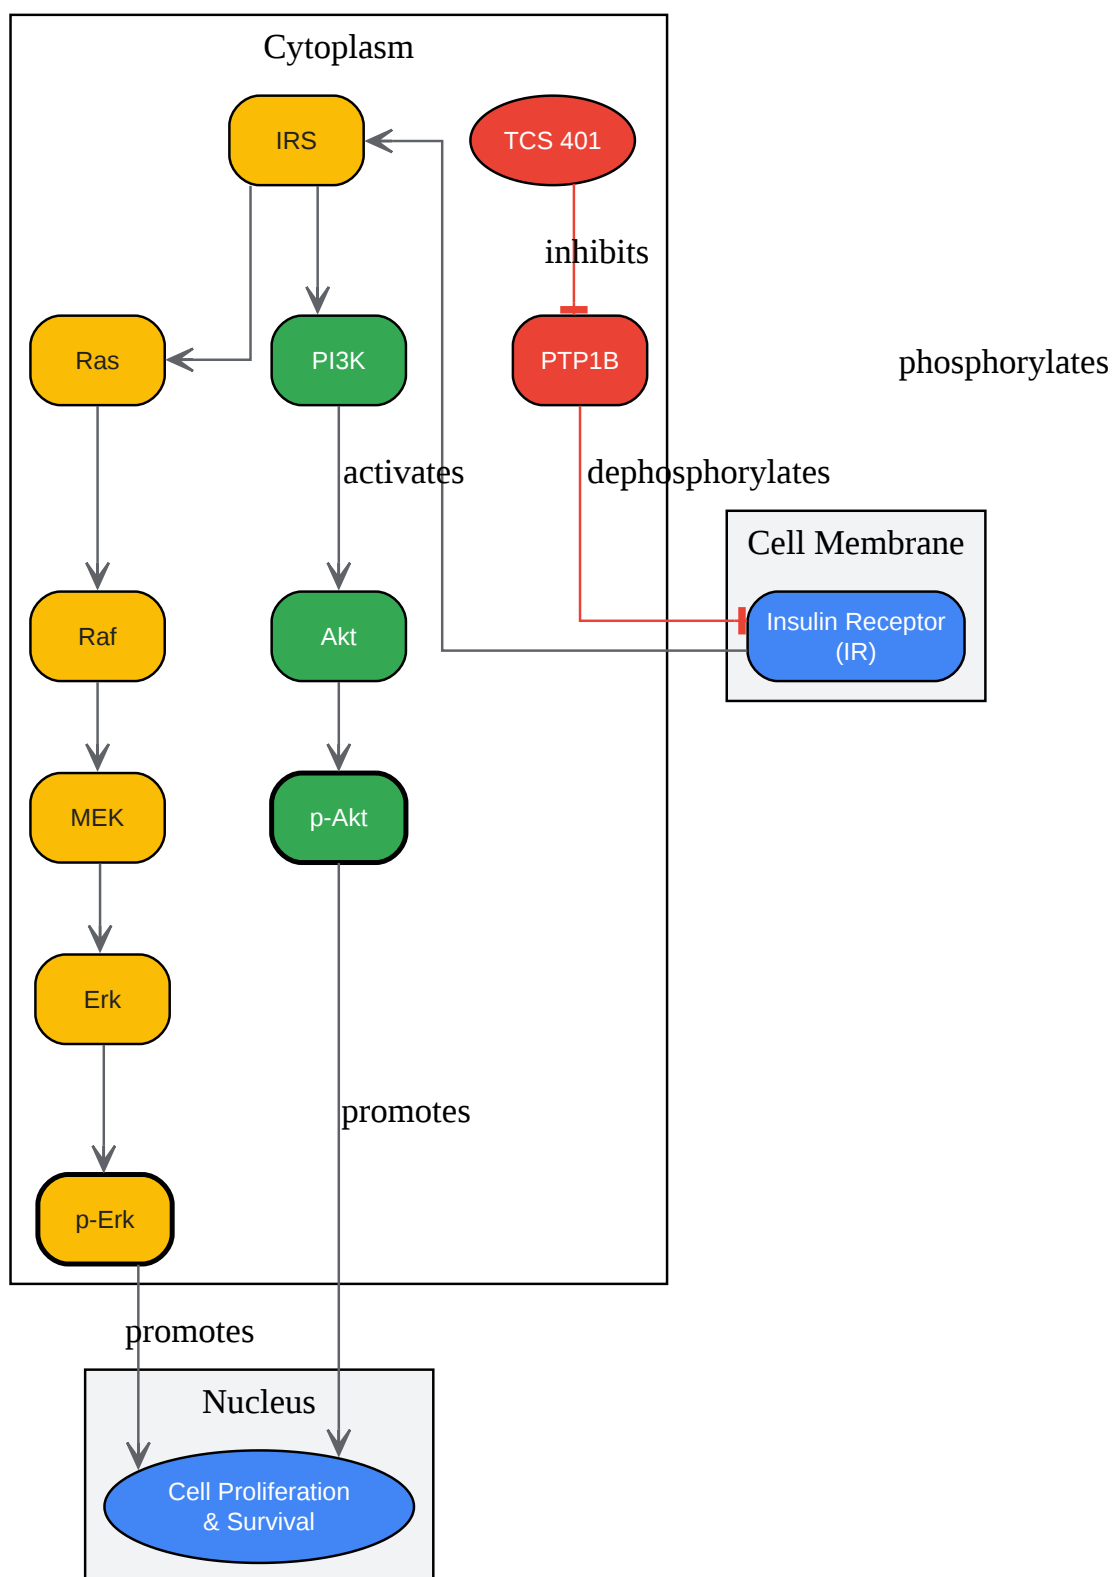 Cytoplasm
IRS
TCS 401
inhibits
Ras
PI3K
PTP1B
phosphorylates
activates
dephosphorylates
Cell Membrane
Raf
Akt
Insulin Receptor
(IR)
MEK
p-Akt
Erk
promotes
p-Erk
promotes
Nucleus
Cell Proliferation
& Survival